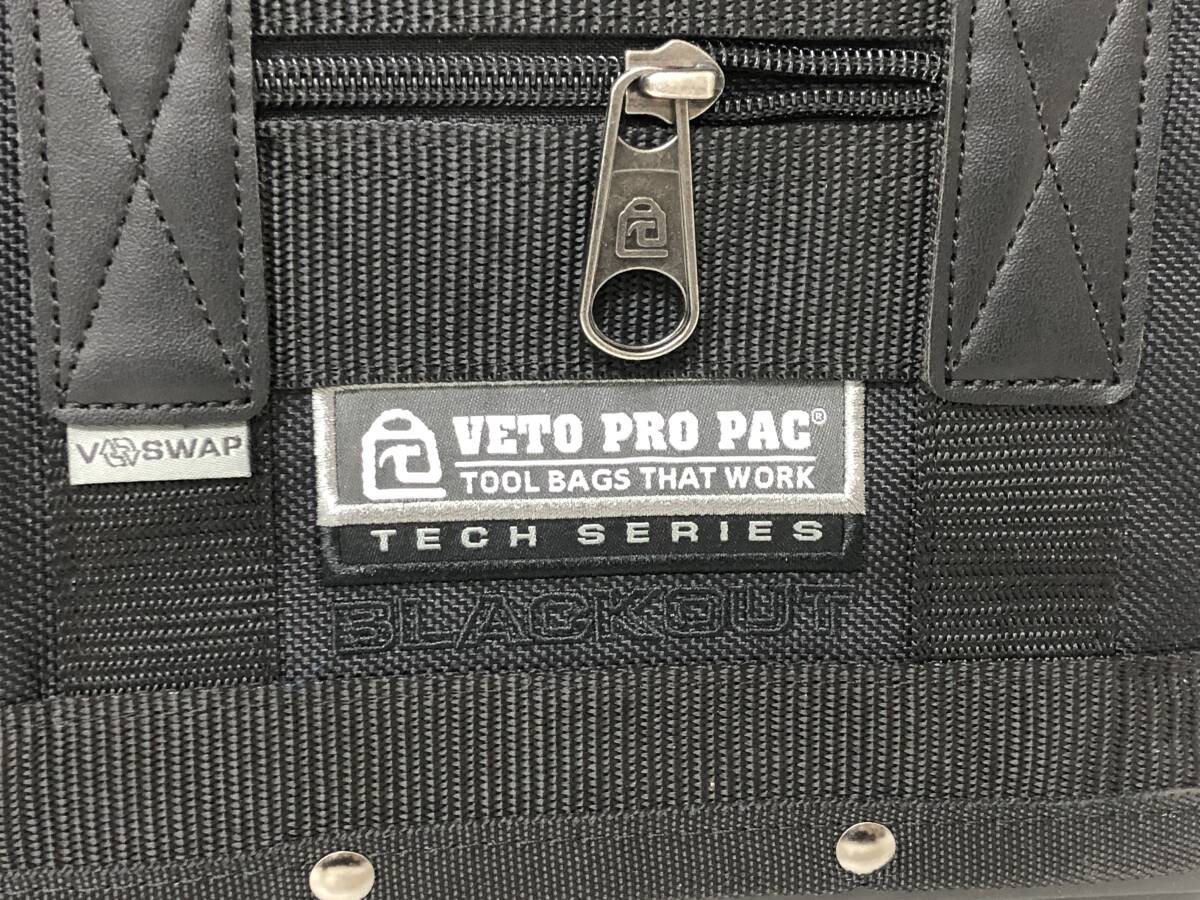 VETO PRO PAC®
TOOL BAGS THAT WORK
V SWAP
TECH SERIES
BLACKOUT